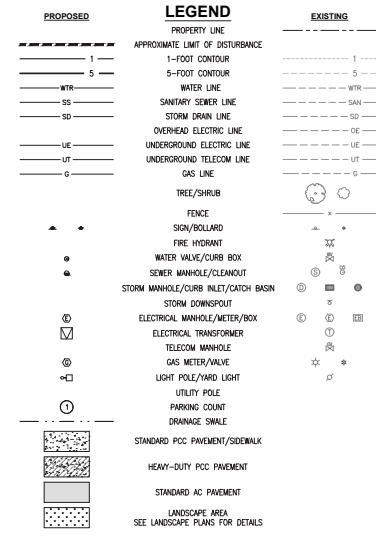 PROPOSED LEGEND EXISTING
PROPERTY LINE
APPROXIMATE LIMIT OF DISTURBANCE
1 1-FOOT CONTOUR 1
5 5-FOOT CONTOUR 5
WTR WATER LINE WTR
SS SANITARY SEWER LINE SAN
SD STORM DRAIN LINE SD
OVERHEAD ELECTRIC LINE OE
UE UNDERGROUND ELECTRIC LINE UE
UT UNDERGROUND TELECOM LINE UT
G GAS LINE G
TREE/SHRUB
FENCE x
SIGN/BOLLARD
FIRE HYDRANT
WATER VALVE/CURB BOX
SEWER MANHOLE/CLEANOUT S
STORM MANHOLE/CURB INLET/CATCH BASIN D
STORM DOWNSPOUT
E ELECTRICAL MANHOLE/METER/BOX E E EB
ELECTRICAL TRANSFORMER T
TELECOM MANHOLE
G GAS METER/VALVE
LIGHT POLE/YARD LIGHT
UTILITY POLE
1 PARKING COUNT
DRAINAGE SWALE
STANDARD PCC PAVEMENT/SIDEWALK
HEAVY-DUTY PCC PAVEMENT
STANDARD AC PAVEMENT
LANDSCAPE AREA
SEE LANDSCAPE PLANS FOR DETAILS